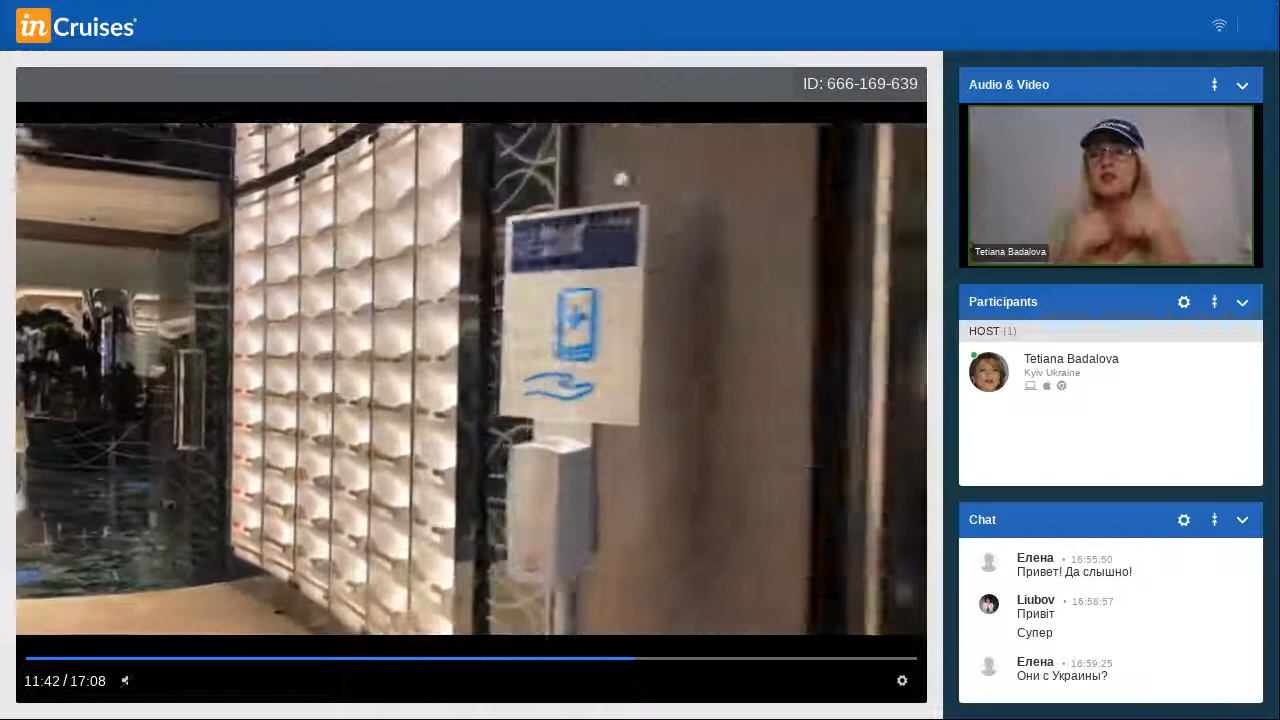 in Cruises
ID: 666-169-639
11:42 / 17:08
Audio & Video
Tetiana Badalova
Participants
HOST (1)
Tetiana Badalova
Kyiv Ukraine
Chat
Елена • 16:55:50
Привет! Да слышно!
Liubov • 16:58:57
Привіт
Супер
Елена • 16:59:25
Они с Украины?